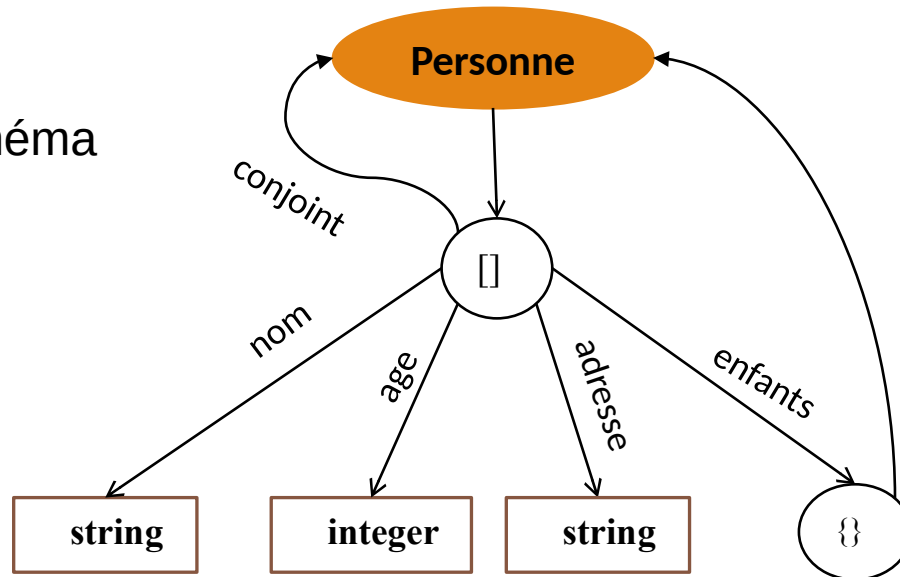 Personne
conjoint
[]
nom
age
adresse
enfants
string
integer
string
{}